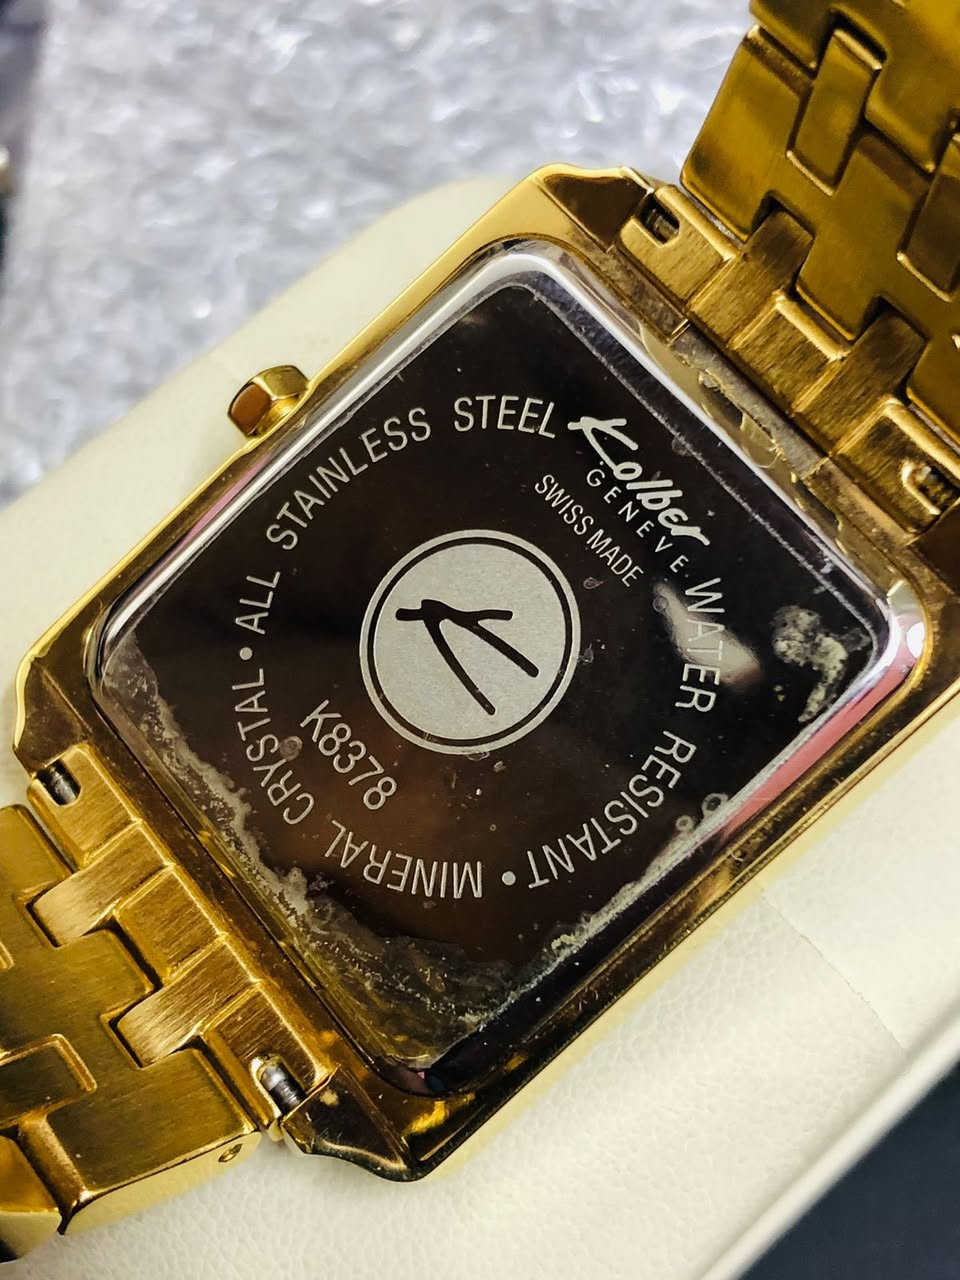 Kolber
GENEVE
SWISS MADE
ALL STAINLESS STEEL
WATER RESISTANT • MINERAL CRYSTAL •
K8378